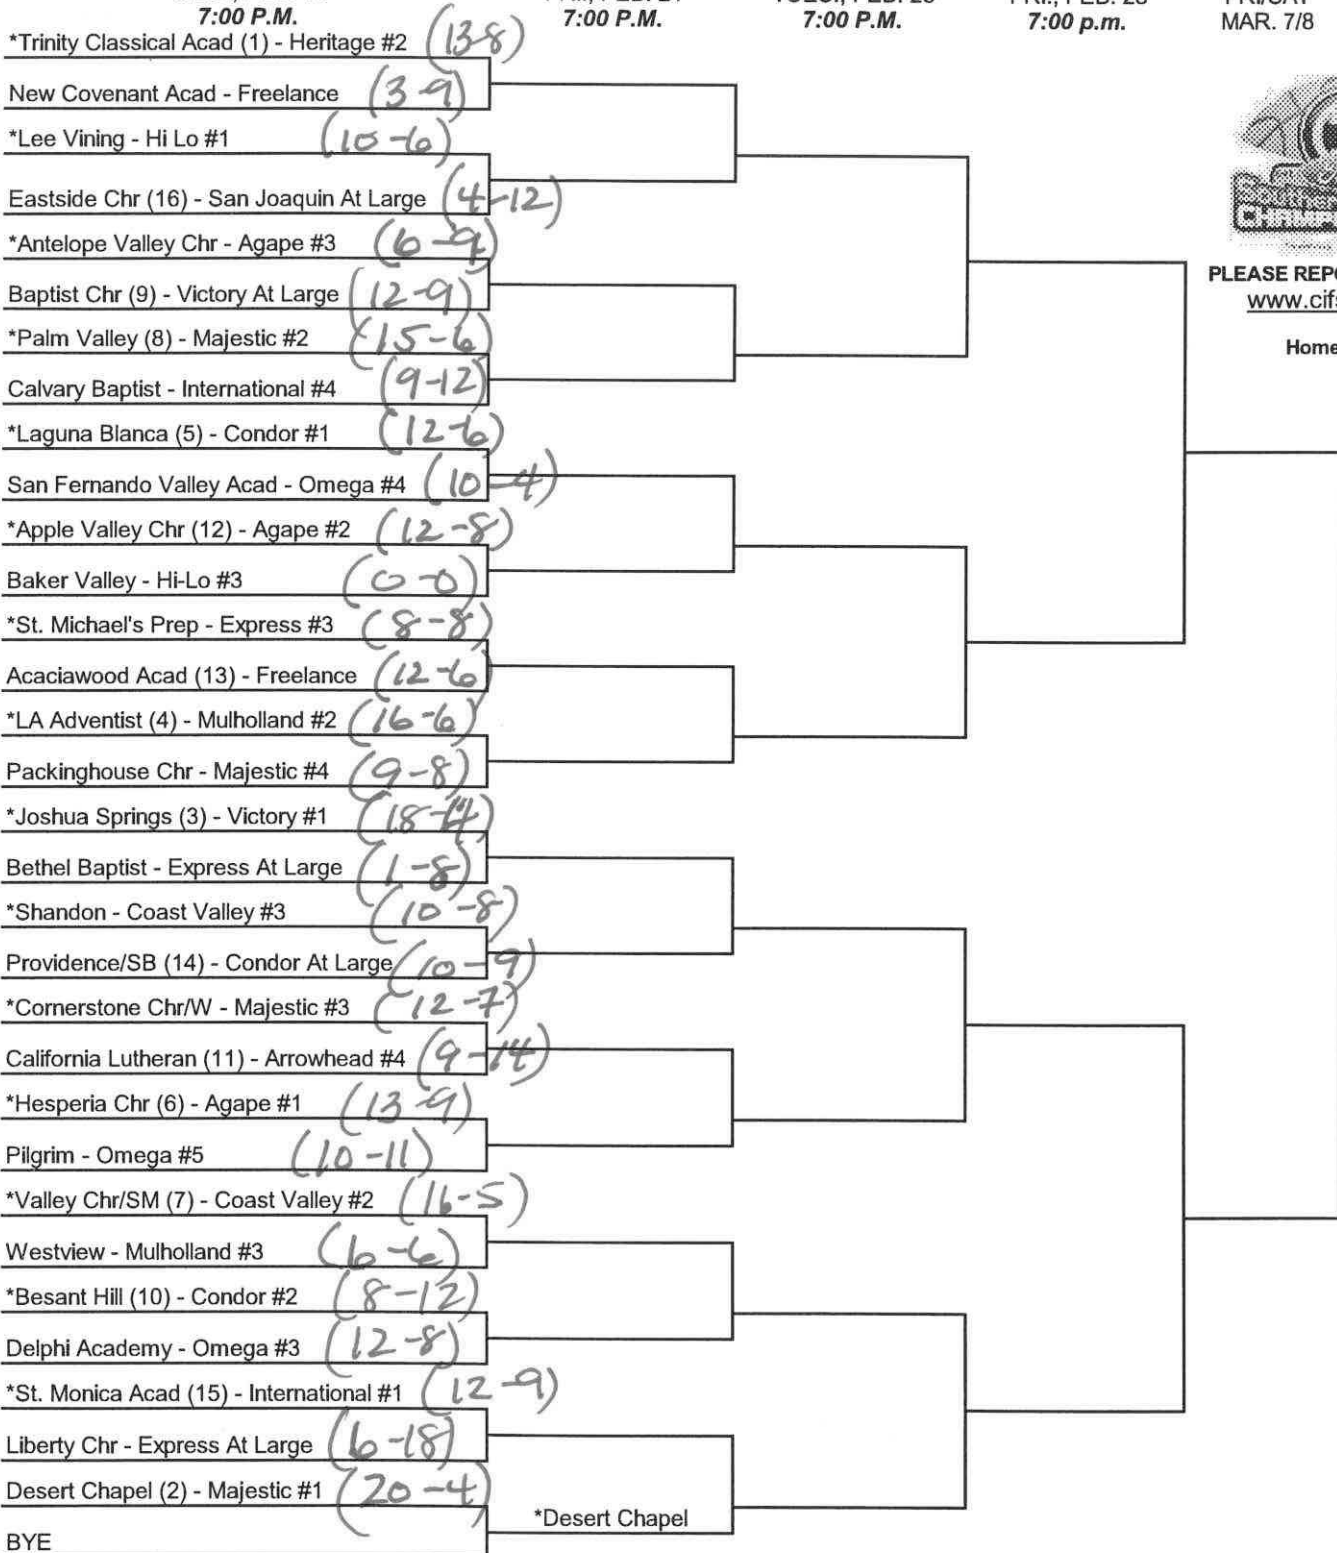 7:00 P.M.
7:00 P.M.
7:00 P.M.
7:00 p.m.
MAR. 7/8
*Trinity Classical Acad (1) - Heritage #2 (13-8)
New Covenant Acad - Freelance (3-9)
*Lee Vining - Hi Lo #1 (10-6)
Eastside Chr (16) - San Joaquin At Large (4-12)
*Antelope Valley Chr - Agape #3 (6-9)
Baptist Chr (9) - Victory At Large (12-9)
*Palm Valley (8) - Majestic #2 (15-6)
Calvary Baptist - International #4 (9-12)
*Laguna Blanca (5) - Condor #1 (12-6)
San Fernando Valley Acad - Omega #4 (10-4)
*Apple Valley Chr (12) - Agape #2 (12-8)
Baker Valley - Hi-Lo #3 (0-0)
*St. Michael's Prep - Express #3 (8-8)
Acaciawood Acad (13) - Freelance (12-6)
*LA Adventist (4) - Mulholland #2 (16-6)
Packinghouse Chr - Majestic #4 (9-8)
*Joshua Springs (3) - Victory #1 (18-4)
Bethel Baptist - Express At Large (1-8)
*Shandon - Coast Valley #3 (10-8)
Providence/SB (14) - Condor At Large (10-9)
*Cornerstone Chr/W - Majestic #3 (12-7)
California Lutheran (11) - Arrowhead #4 (9-14)
*Hesperia Chr (6) - Agape #1 (13-9)
Pilgrim - Omega #5 (10-11)
*Valley Chr/SM (7) - Coast Valley #2 (16-5)
Westview - Mulholland #3 (6-6)
*Besant Hill (10) - Condor #2 (8-12)
Delphi Academy - Omega #3 (12-8)
*St. Monica Acad (15) - International #1 (12-9)
Liberty Chr - Express At Large (6-18)
Desert Chapel (2) - Majestic #1 (20-4)
BYE
*Desert Chapel
PLEASE REPO
www.cifs
Home